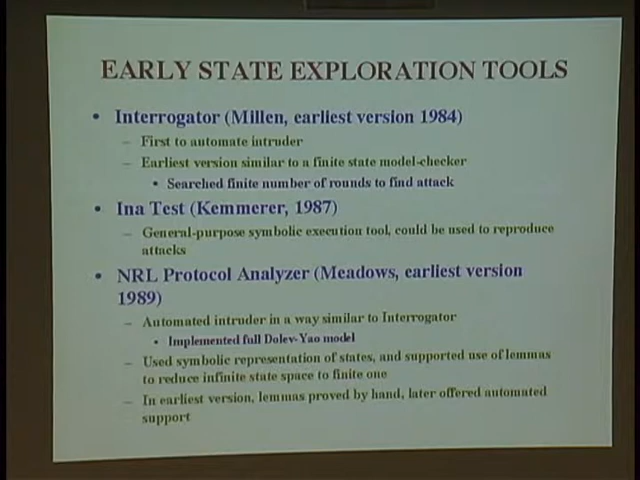 EARLY STATE EXPLORATION TOOLS
• Interrogator (Millen, earliest version 1984)
– First to automate intruder
– Earliest version similar to a finite state model-checker
• Searched finite number of rounds to find attack
• Ina Test (Kemmerer, 1987)
– General-purpose symbolic execution tool, could be used to reproduce
attacks
• NRL Protocol Analyzer (Meadows, earliest version
1989)
– Automated intruder in a way similar to Interrogator
• Implemented full Dolev-Yao model
– Used symbolic representation of states, and supported use of lemmas
to reduce infinite state space to finite one
– In earliest version, lemmas proved by hand, later offered automated
support